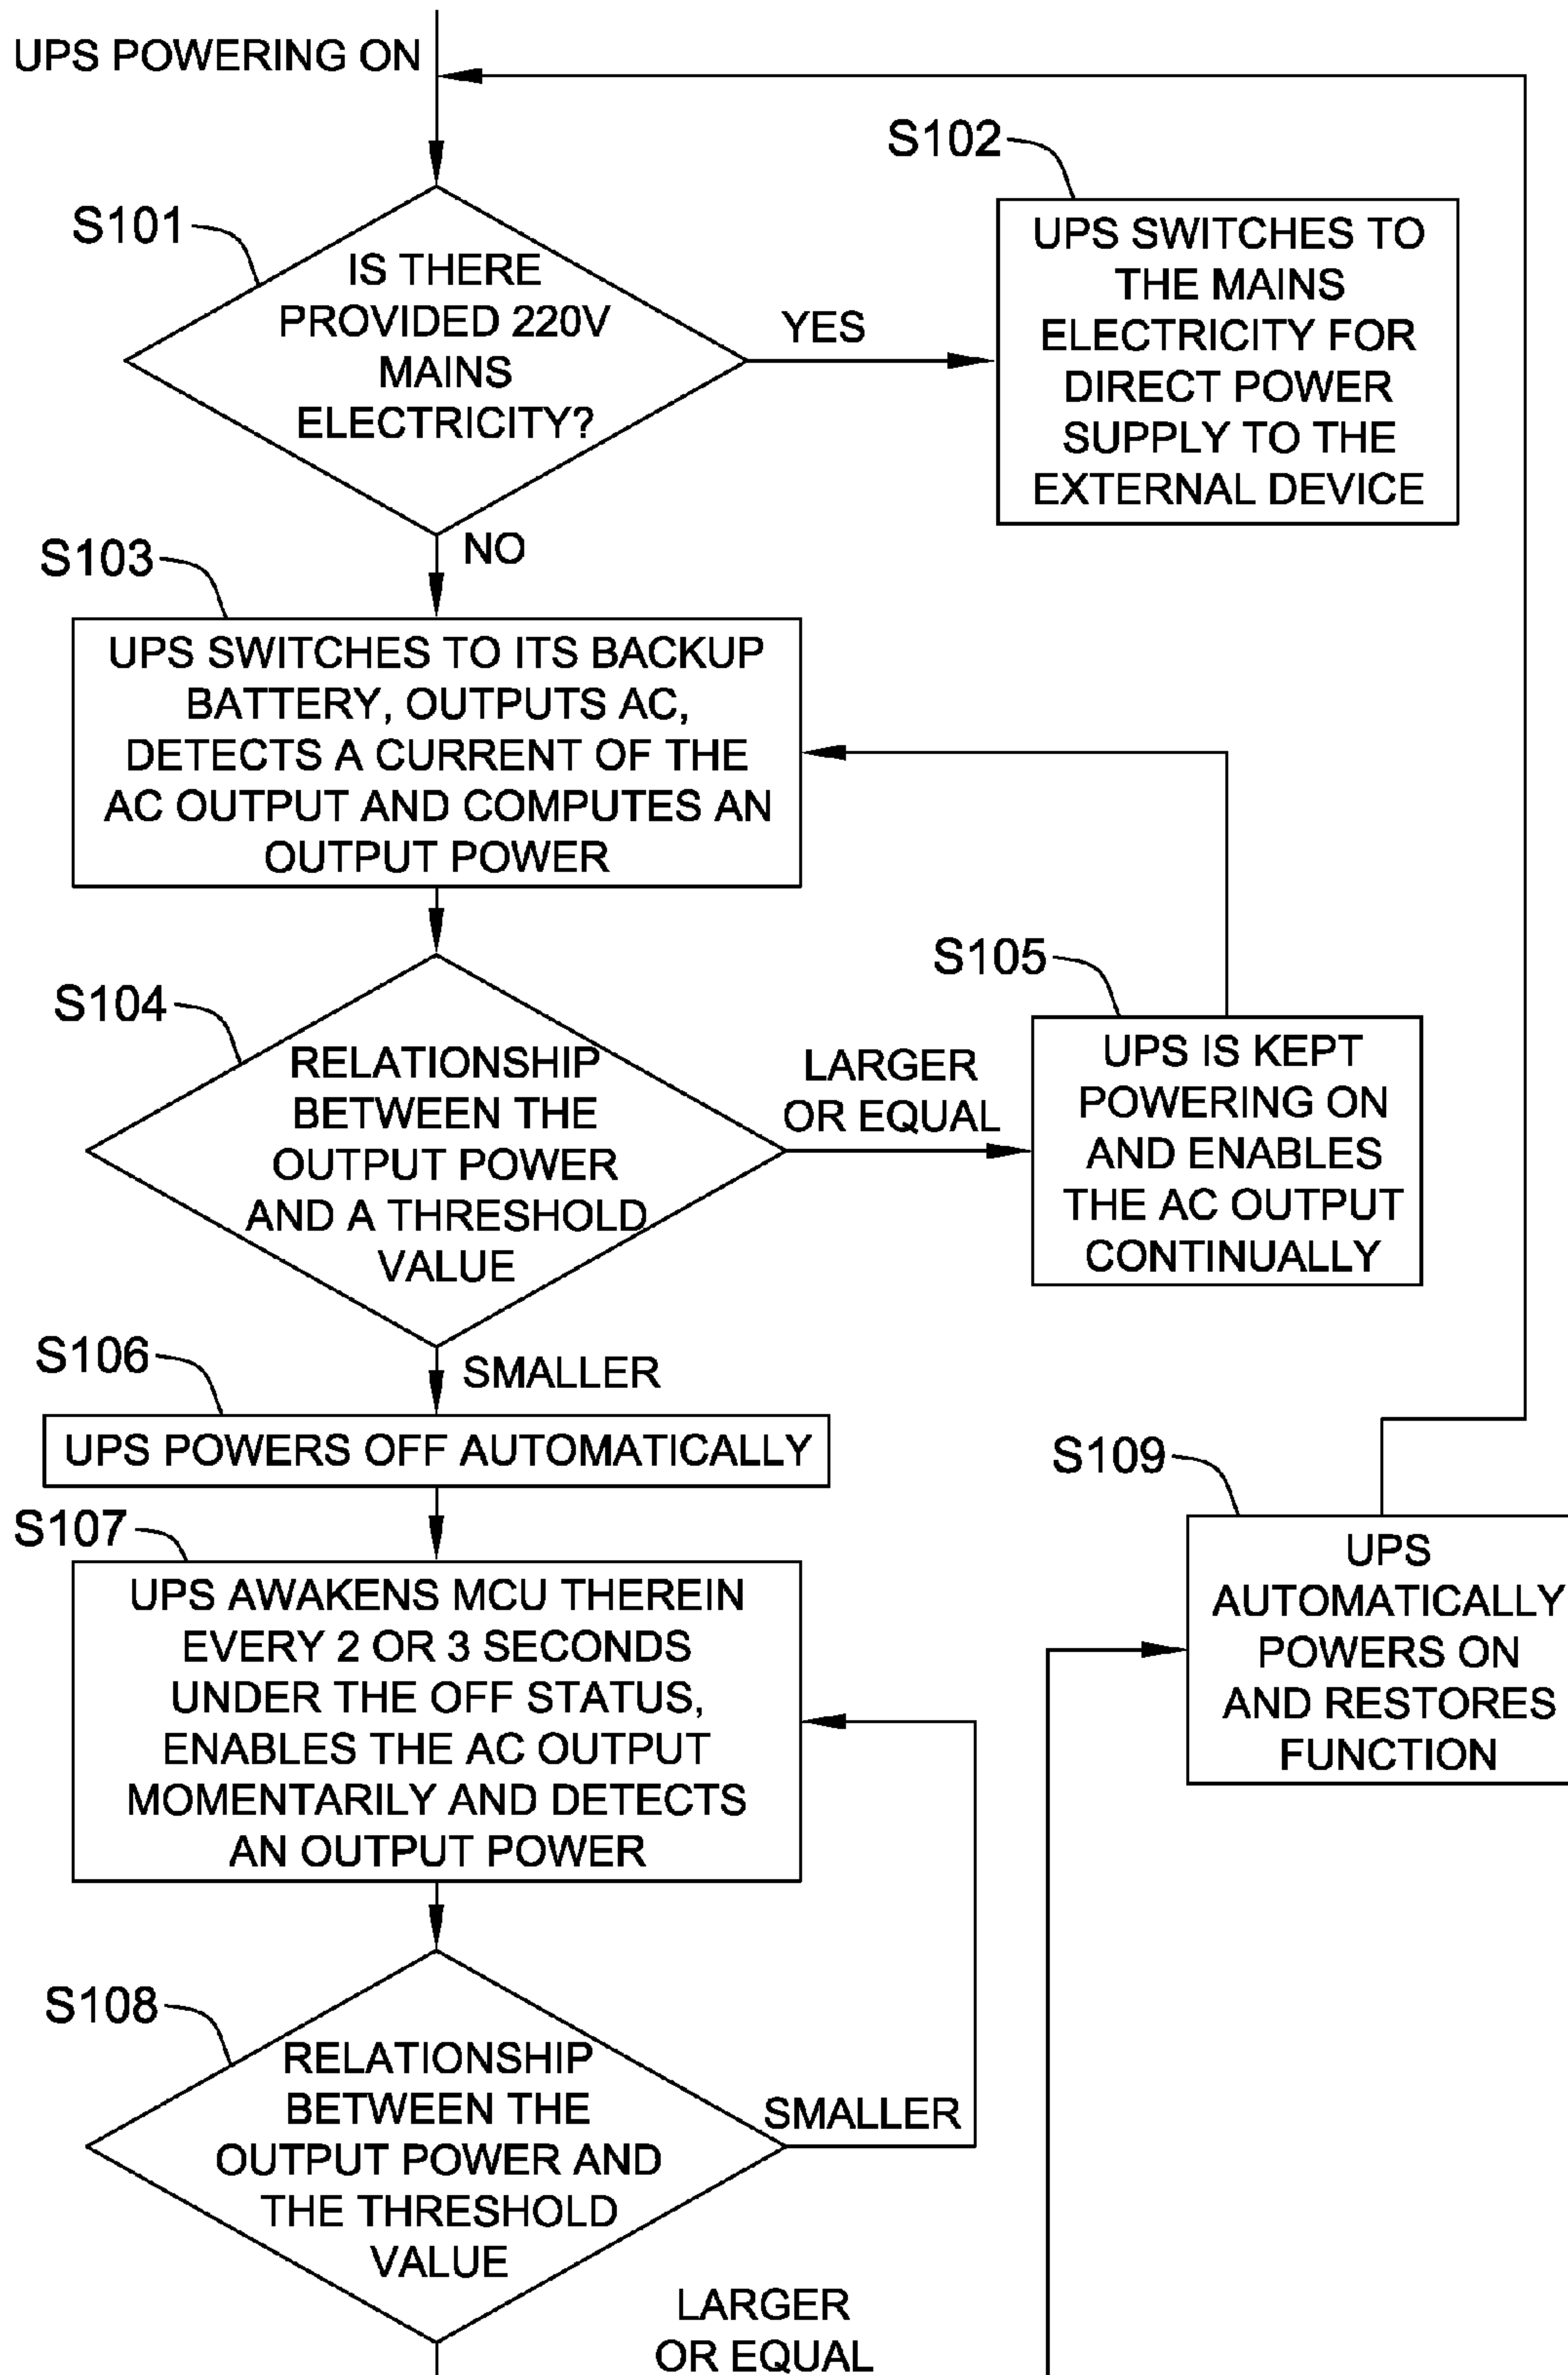 UPS POWERING ON
S101
IS THERE
PROVIDED 220V
MAINS
ELECTRICITY?
YES
S102
UPS SWITCHES TO
THE MAINS
ELECTRICITY FOR
DIRECT POWER
SUPPLY TO THE
EXTERNAL DEVICE
NO
S103
UPS SWITCHES TO ITS BACKUP
BATTERY, OUTPUTS AC,
DETECTS A CURRENT OF THE
AC OUTPUT AND COMPUTES AN
OUTPUT POWER
S104
RELATIONSHIP
BETWEEN THE
OUTPUT POWER
AND A THRESHOLD
VALUE
LARGER
OR EQUAL
S105
UPS IS KEPT
POWERING ON
AND ENABLES
THE AC OUTPUT
CONTINUALLY
SMALLER
S106
UPS POWERS OFF AUTOMATICALLY
S107
UPS AWAKENS MCU THEREIN
EVERY 2 OR 3 SECONDS
UNDER THE OFF STATUS,
ENABLES THE AC OUTPUT
MOMENTARILY AND DETECTS
AN OUTPUT POWER
S108
RELATIONSHIP
BETWEEN THE
OUTPUT POWER AND
THE THRESHOLD
VALUE
SMALLER
LARGER
OR EQUAL
S109
UPS
AUTOMATICALLY
POWERS ON
AND RESTORES
FUNCTION